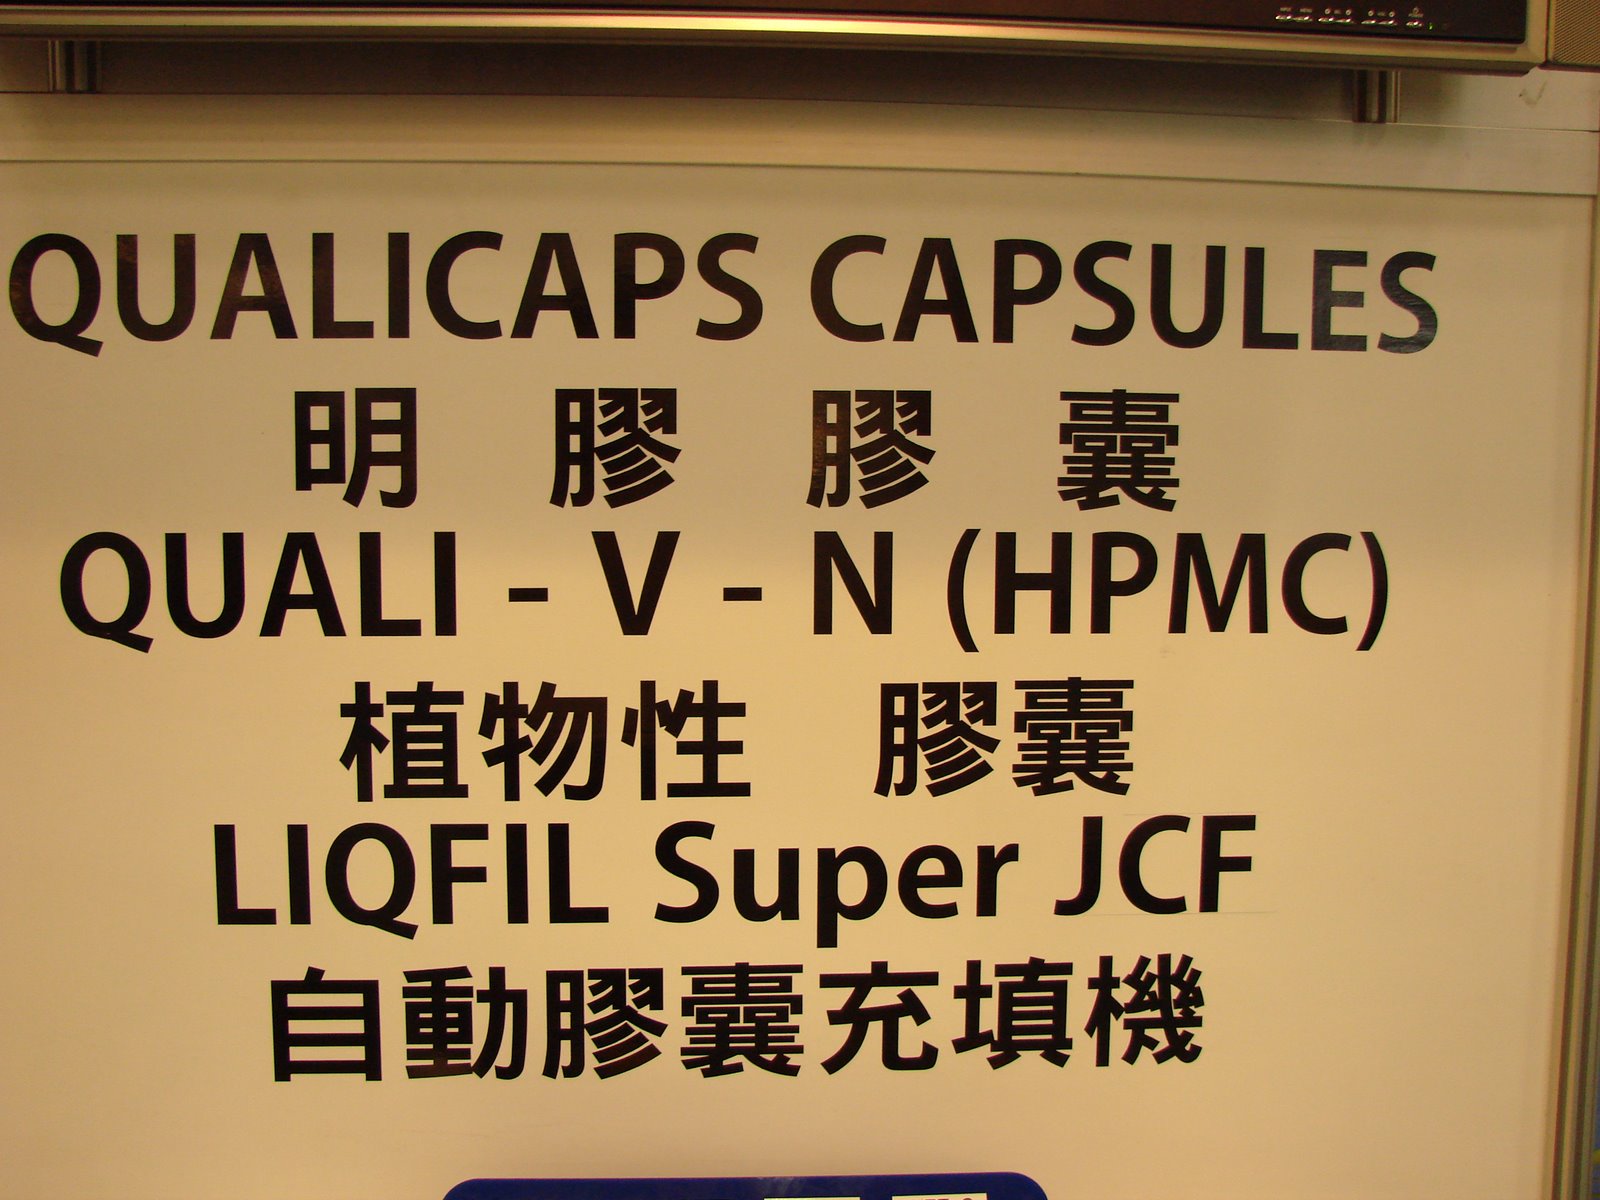 QUALICAPS CAPSULES
明 膠 膠 囊
QUALI - V - N (HPMC)
植物性 膠囊
LIQFIL Super JCF
自動膠囊充填機